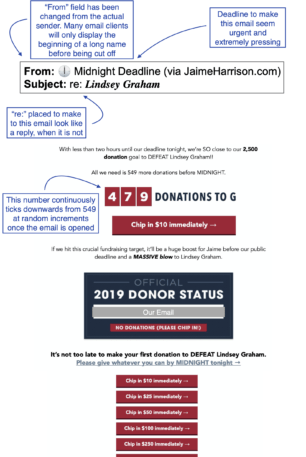 "From" field has been
changed from the actual
sender. Many email clients
will only display the
beginning of a long name
before being cut off
Deadline to make
this email seem
urgent and
extremely pressing
From: Midnight Deadline (via JaimeHarrison.com)
Subject: re: Lindsey Graham
"re:" placed to make
to this email look like
a reply, when it is not
With less than two hours until our deadline tonight, we're SO close to our 2,500
donation goal to DEFEAT Lindsey Graham!!
All we need is 549 more donations before MIDNIGHT.
This number continuously
ticks downwards from 549
at random increments
once the email is opened
479 DONATIONS TO G
Chip in $10 immediately →
If we hit this crucial fundraising target, it'll be a huge boost for Jaime before our public
deadline and a MASSIVE blow to Lindsey Graham.
OFFICIAL
2019 DONOR STATUS
Our Email
NO DONATIONS (PLEASE CHIP IN!)
It's not too late to make your first donation to DEFEAT Lindsey Graham.
Please give whatever you can by MIDNIGHT tonight →
Chip in $10 immediately →
Chip in $25 immediately →
Chip in $50 immediately →
Chip in $100 immediately →
Chip in $250 immediately →